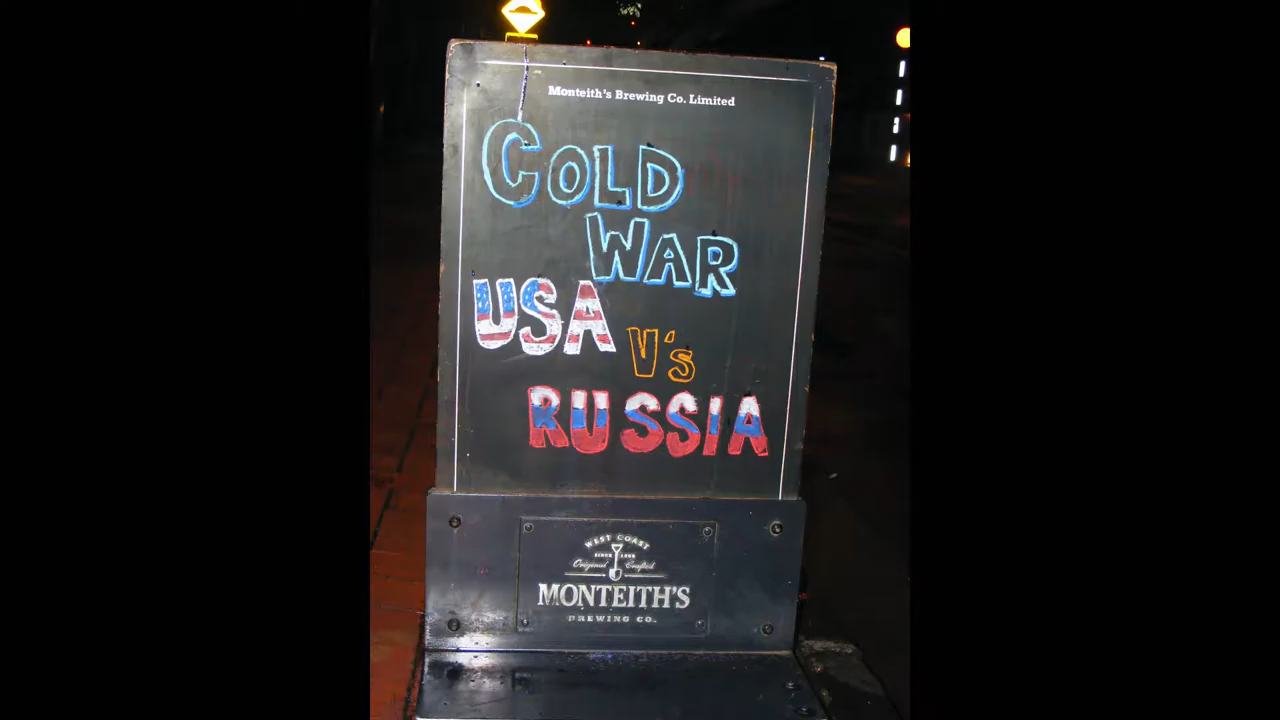 Monteith's Brewing Co. Limited
COLD
WAR
USA
V's
RUSSIA
WEST COAST
SINCE 1868
Original Crafted
MONTEITH'S
BREWING CO.